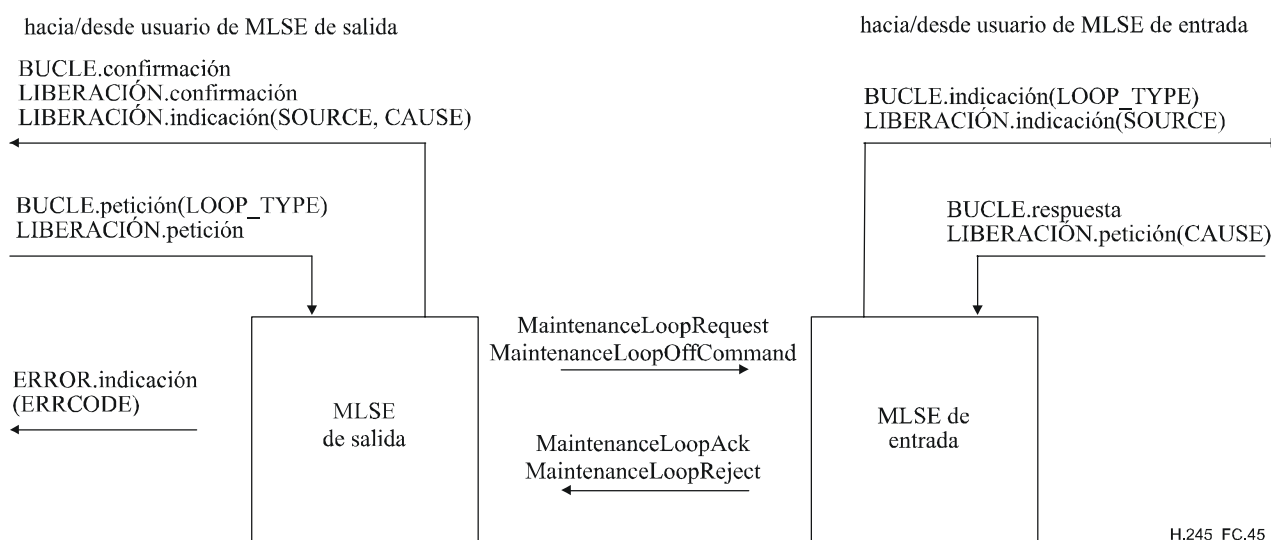 hacia/desde usuario de MLSE de salida
hacia/desde usuario de MLSE de entrada
BUCLE.confirmación
LIBERACIÓN.confirmación
LIBERACIÓN.indicación(SOURCE, CAUSE)
BUCLE.indicación(LOOP_TYPE)
LIBERACIÓN.indicación(SOURCE)
BUCLE.petición(LOOP_TYPE)
LIBERACIÓN.petición
BUCLE.respuesta
LIBERACIÓN.petición(CAUSE)
MaintenanceLoopRequest
MaintenanceLoopOffCommand
ERROR.indicación
(ERRCODE)
MLSE
de salida
MLSE de
entrada
MaintenanceLoopAck
MaintenanceLoopReject
H.245_FC.45